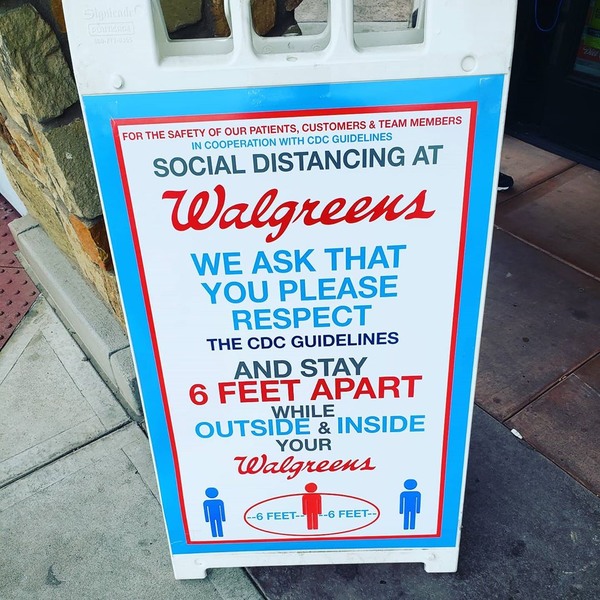 Signicade
FOR THE SAFETY OF OUR PATIENTS, CUSTOMERS & TEAM MEMBERS
IN COOPERATION WITH CDC GUIDELINES
SOCIAL DISTANCING AT
Walgreens
WE ASK THAT
YOU PLEASE
RESPECT
THE CDC GUIDELINES
AND STAY
6 FEET APART
WHILE
OUTSIDE & INSIDE
YOUR
Walgreens
--6 FEET-- --6 FEET--